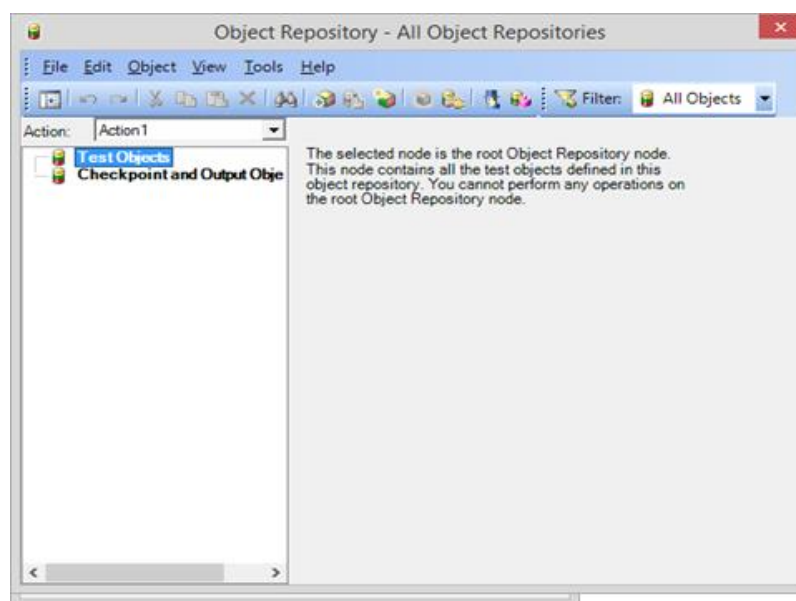 Object Repository - All Object Repositories
File Edit Object View Tools Help
Filter: All Objects
Action: Action1
Test Objects
Checkpoint and Output Obje
The selected node is the root Object Repository node.
This node contains all the test objects defined in this
object repository. You cannot perform any operations on
the root Object Repository node.